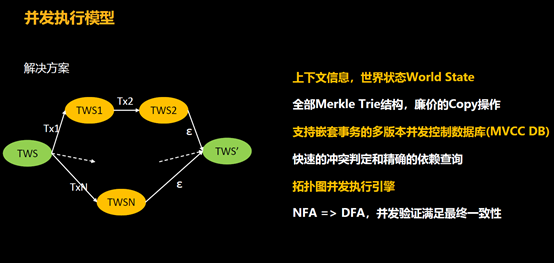 并发执行模型
解决方案
上下文信息，世界状态World State
全部Merkle Trie结构，廉价的Copy操作
支持嵌套事务的多版本并发控制数据库(MVCC DB)
快速的冲突判定和精确的依赖查询
拓扑图并发执行引擎
NFA => DFA，并发验证满足最终一致性
TWS1
Tx2
TWS2
Tx1
ε
TWS
TWS’
TxN
ε
TWSN